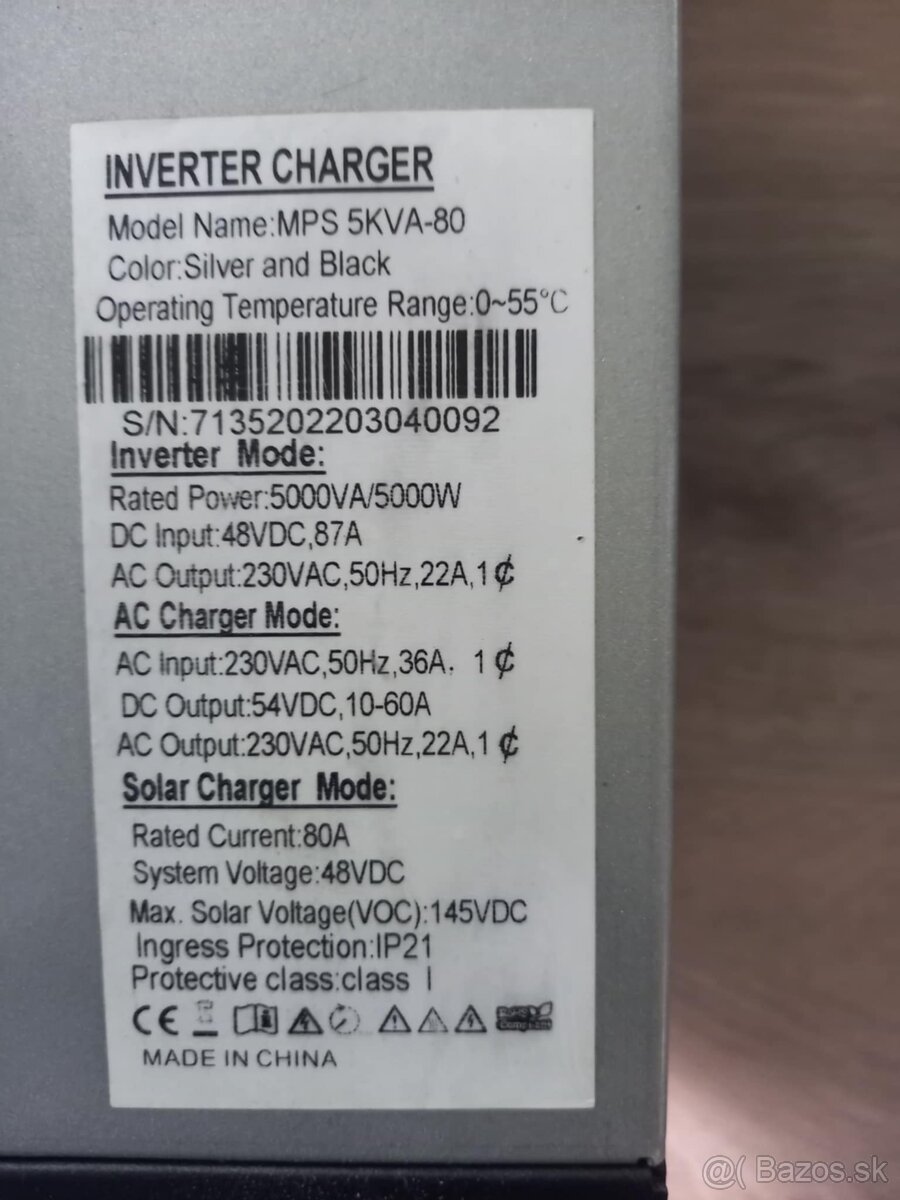 INVERTER CHARGER
Model Name:MPS 5KVA-80
Color:Silver and Black
Operating Temperature Range:0~55°C
S/N:7135202203040092
Inverter Mode:
Rated Power:5000VA/5000W
DC Input:48VDC,87A
AC Output:230VAC,50Hz,22A,1₵
AC Charger Mode:
AC Input:230VAC,50Hz,36A, 1₵
DC Output:54VDC,10-60A
AC Output:230VAC,50Hz,22A,1₵
Solar Charger Mode:
Rated Current:80A
System Voltage:48VDC
Max. Solar Voltage(VOC):145VDC
Ingress Protection:IP21
Protective class:class I
CE
MADE IN CHINA
@( Bazos.sk